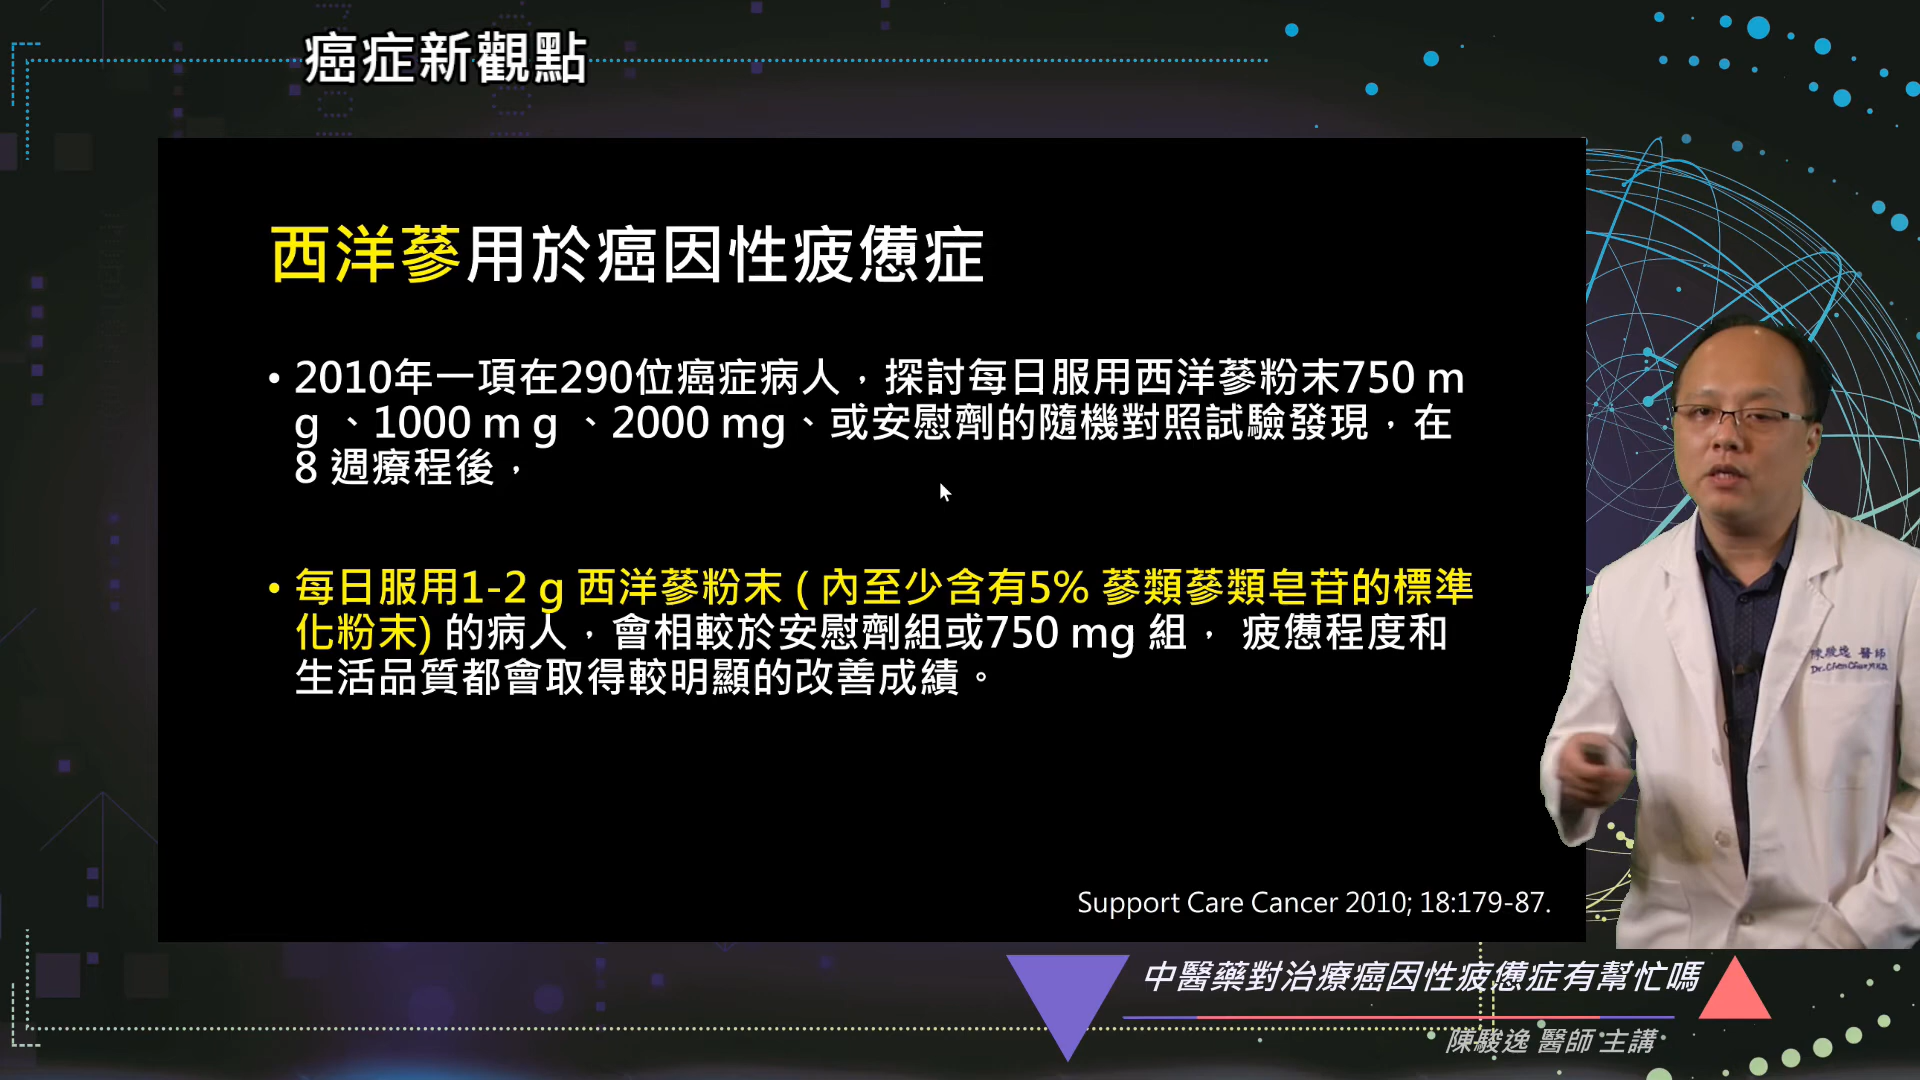 癌症新觀點
西洋蔘用於癌因性疲憊症
• 2010年一項在290位癌症病人，探討每日服用西洋蔘粉末750 m
g 、1000 m g 、2000 mg、或安慰劑的隨機對照試驗發現，在
8 週療程後，
• 每日服用1-2 g 西洋蔘粉末 ( 內至少含有5% 蔘類蔘類皂苷的標準
化粉末) 的病人，會相較於安慰劑組或750 mg 組， 疲憊程度和
生活品質都會取得較明顯的改善成績。
Support Care Cancer 2010; 18:179-87.
陳駿逸 醫師
中醫藥對治療癌因性疲憊症有幫忙嗎
陳駿逸 醫師 主講